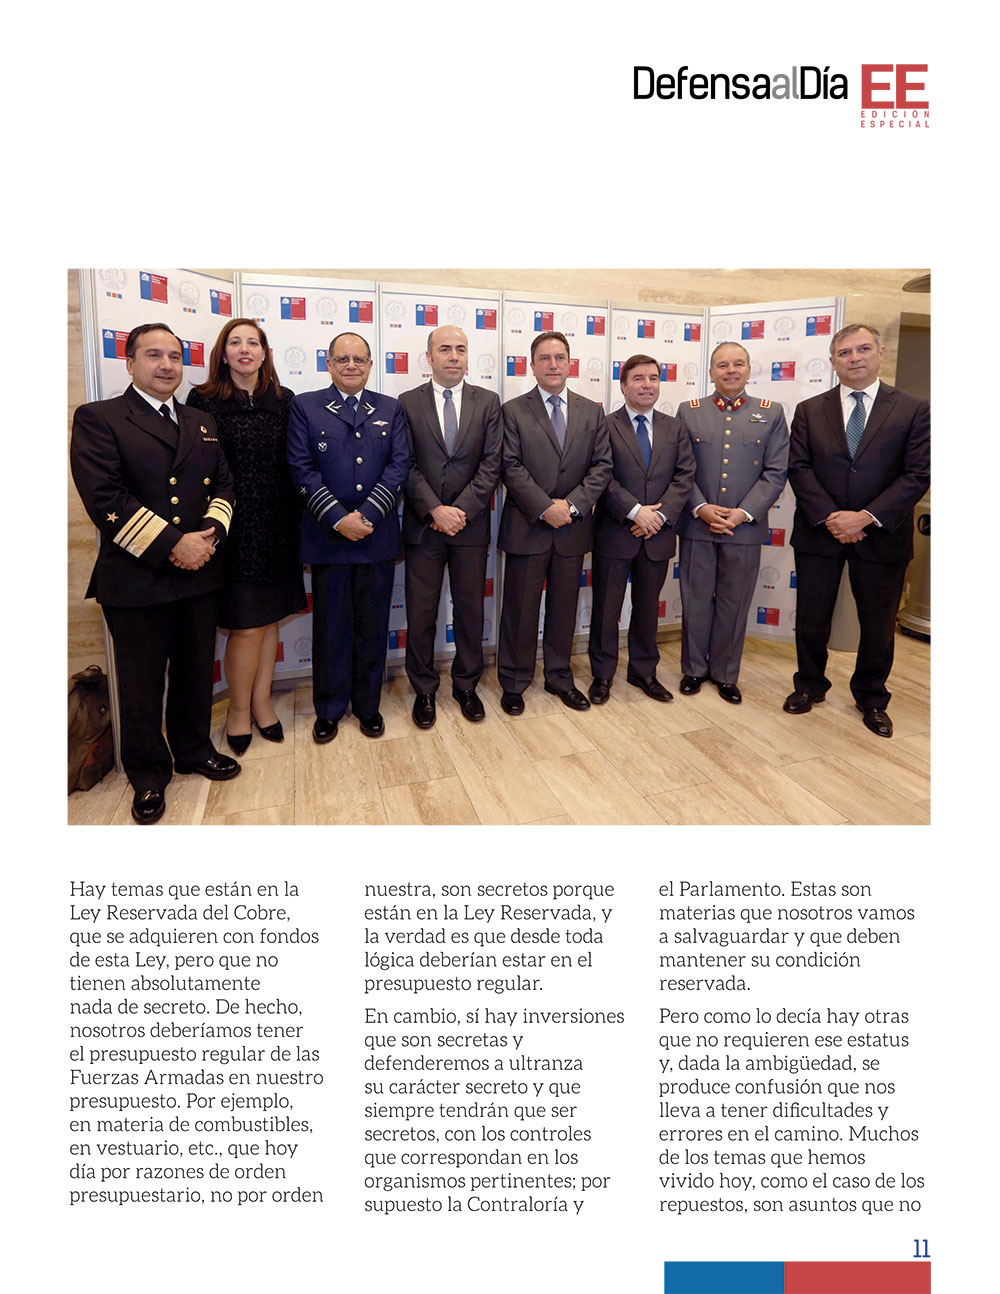 DefensaalDía EE
EDICIÓN
ESPECIAL
Hay temas que están en la
Ley Reservada del Cobre,
que se adquieren con fondos
de esta Ley, pero que no
tienen absolutamente
nada de secreto. De hecho,
nosotros deberíamos tener
el presupuesto regular de las
Fuerzas Armadas en nuestro
presupuesto. Por ejemplo,
en materia de combustibles,
en vestuario, etc., que hoy
día por razones de orden
presupuestario, no por orden
nuestra, son secretos porque
están en la Ley Reservada, y
la verdad es que desde toda
lógica deberían estar en el
presupuesto regular.
En cambio, sí hay inversiones
que son secretas y
defenderemos a ultranza
su carácter secreto y que
siempre tendrán que ser
secretos, con los controles
que correspondan en los
organismos pertinentes; por
supuesto la Contraloría y
el Parlamento. Estas son
materias que nosotros vamos
a salvaguardar y que deben
mantener su condición
reservada.
Pero como lo decía hay otras
que no requieren ese estatus
y, dada la ambigüedad, se
produce confusión que nos
lleva a tener dificultades y
errores en el camino. Muchos
de los temas que hemos
vivido hoy, como el caso de los
repuestos, son asuntos que no
11